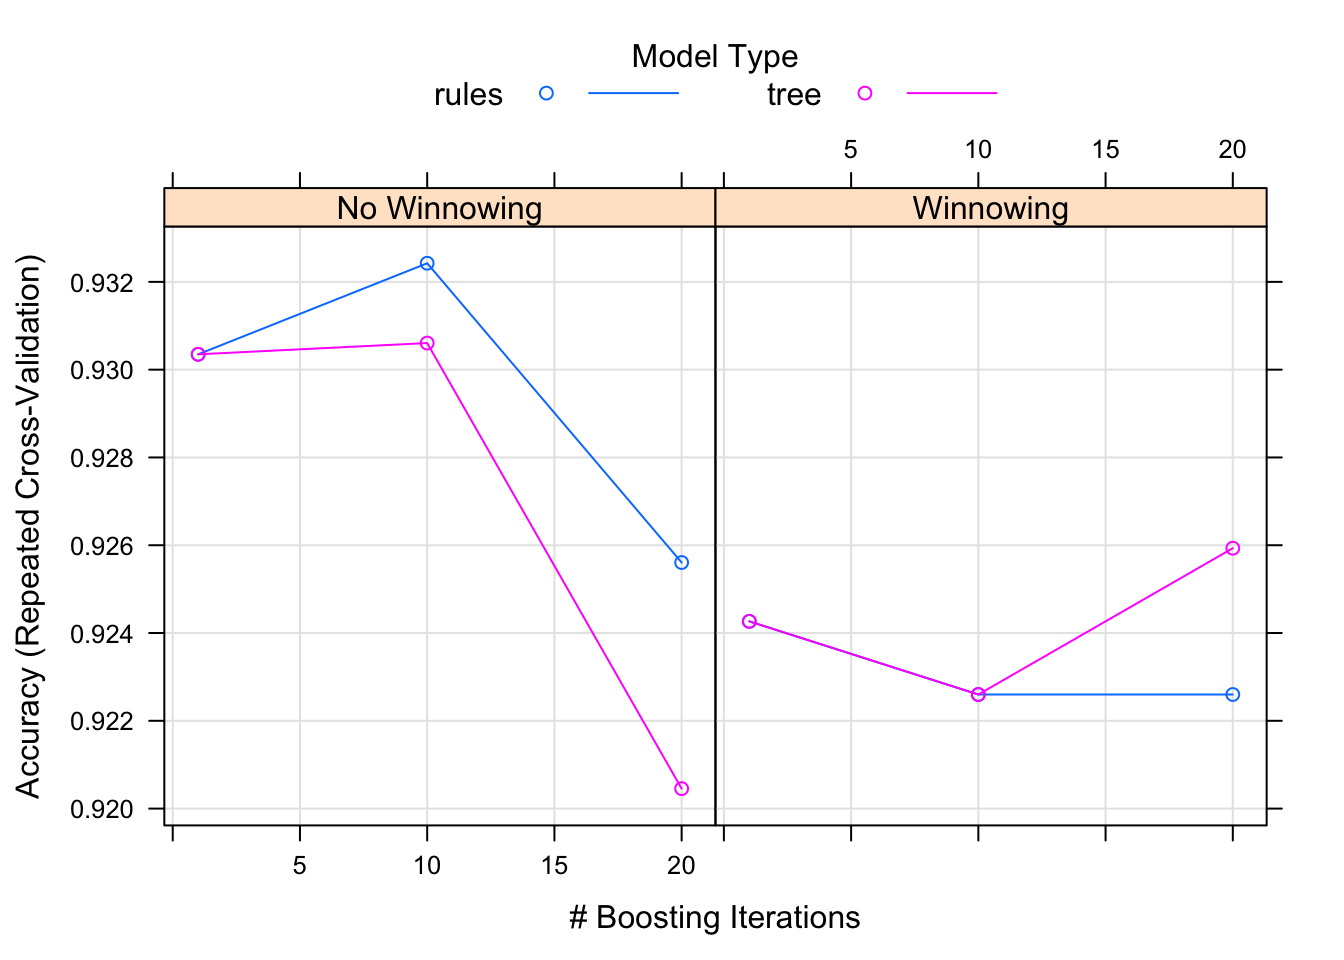 Model Type
rules tree
5 10 15 20
No Winnowing Winnowing
Accuracy (Repeated Cross-Validation)
0.932
0.930
0.928
0.926
0.924
0.922
0.920
5 10 15 20
# Boosting Iterations